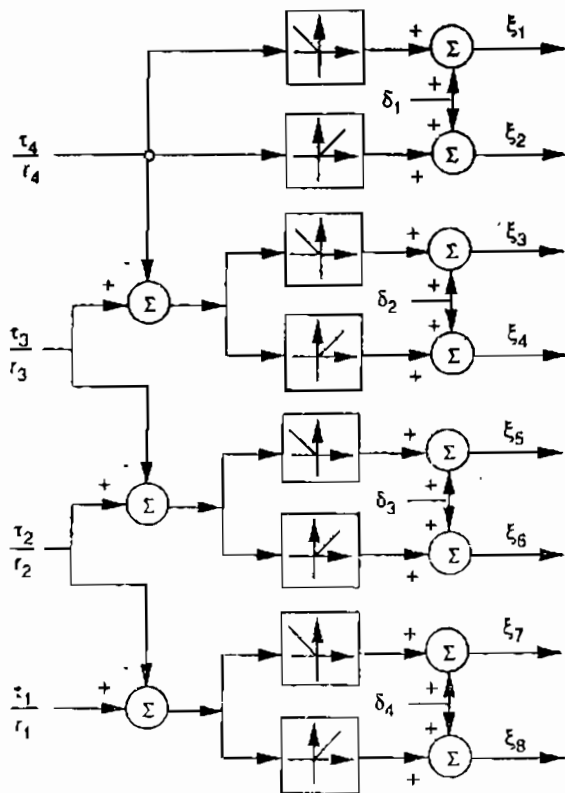 ξ1
+
Σ
+
δ1
+
τ4
r4
Σ
ξ2
+
ξ3
+
Σ
-
+
Σ
+
δ2
+
τ3
r3
Σ
ξ4
+
ξ5
+
Σ
-
+
Σ
+
δ3
+
τ2
r2
Σ
ξ6
+
ξ7
+
Σ
-
+
Σ
+
δ4
+
τ1
r1
Σ
ξ8
+